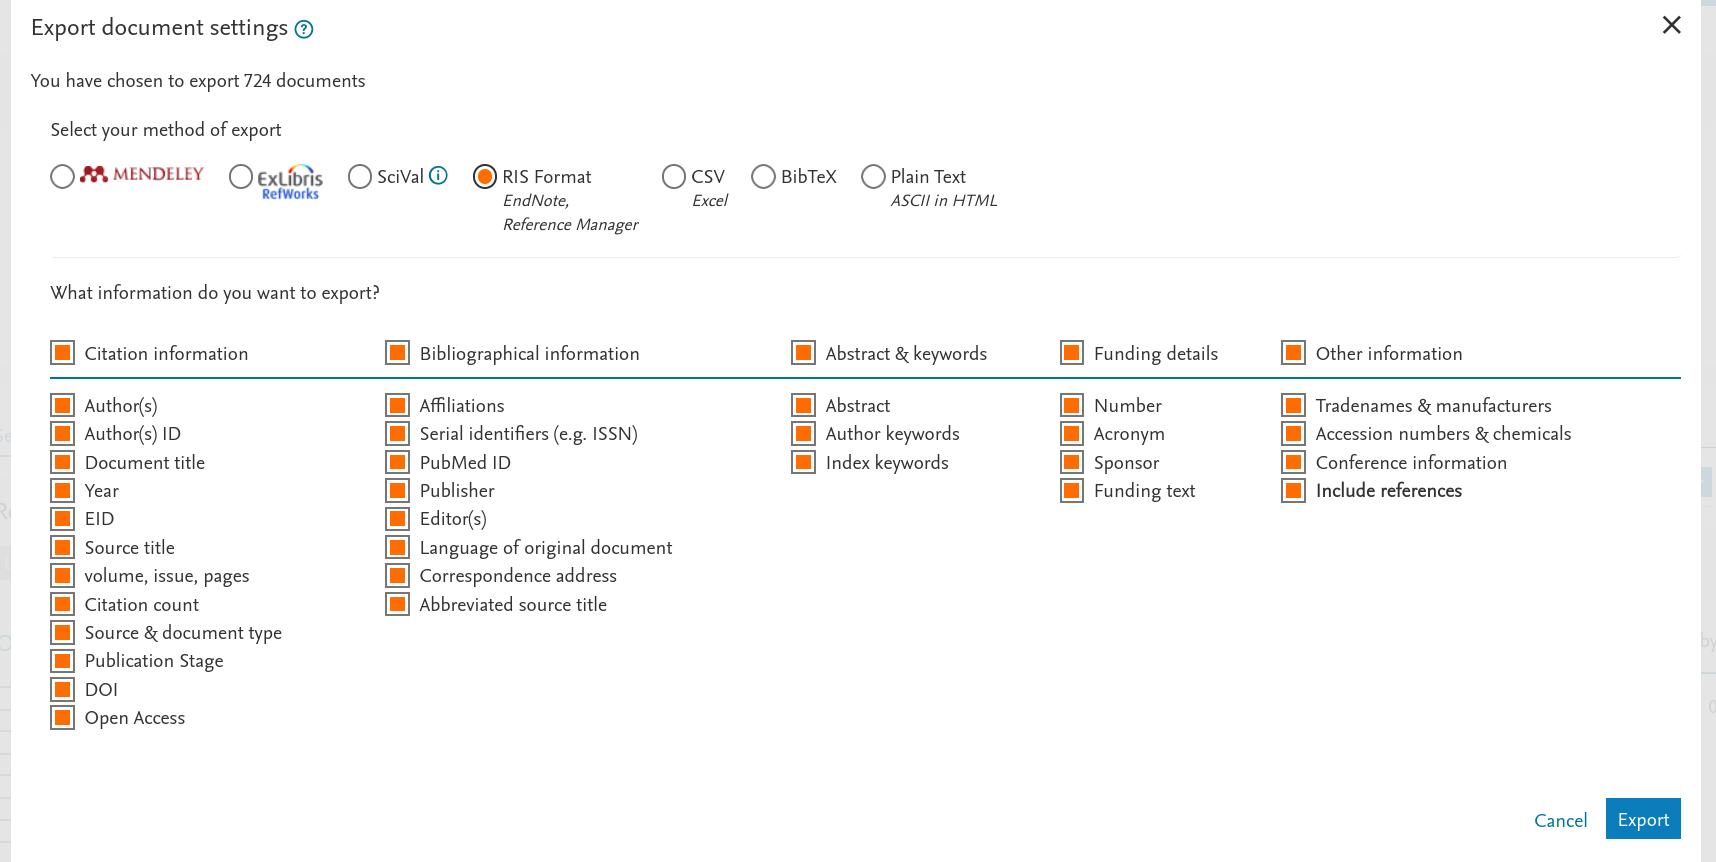 Export document settings ?
You have chosen to export 724 documents
Select your method of export
MENDELEY
ExLibris
RefWorks
SciVal i
RIS Format
EndNote,
Reference Manager
CSV
Excel
BibTeX
Plain Text
ASCII in HTML
What information do you want to export?
Citation information
Author(s)
Author(s) ID
Document title
Year
EID
Source title
volume, issue, pages
Citation count
Source & document type
Publication Stage
DOI
Open Access
Bibliographical information
Affiliations
Serial identifiers (e.g. ISSN)
PubMed ID
Publisher
Editor(s)
Language of original document
Correspondence address
Abbreviated source title
Abstract & keywords
Abstract
Author keywords
Index keywords
Funding details
Number
Acronym
Sponsor
Funding text
Other information
Tradenames & manufacturers
Accession numbers & chemicals
Conference information
Include references
Cancel
Export